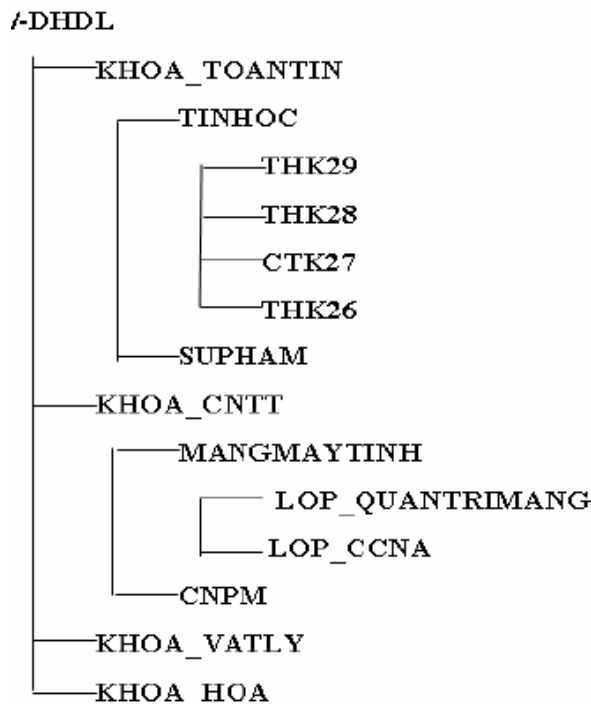 /-DHDL
KHOA_TOANTIN
TINHOC
THK29
THK28
CTK27
THK26
SUPHAM
KHOA_CNTT
MANGMAYTINH
LOP_QUANTRIMANG
LOP_CCNA
CNPM
KHOA_VATLY
KHOA_HOA